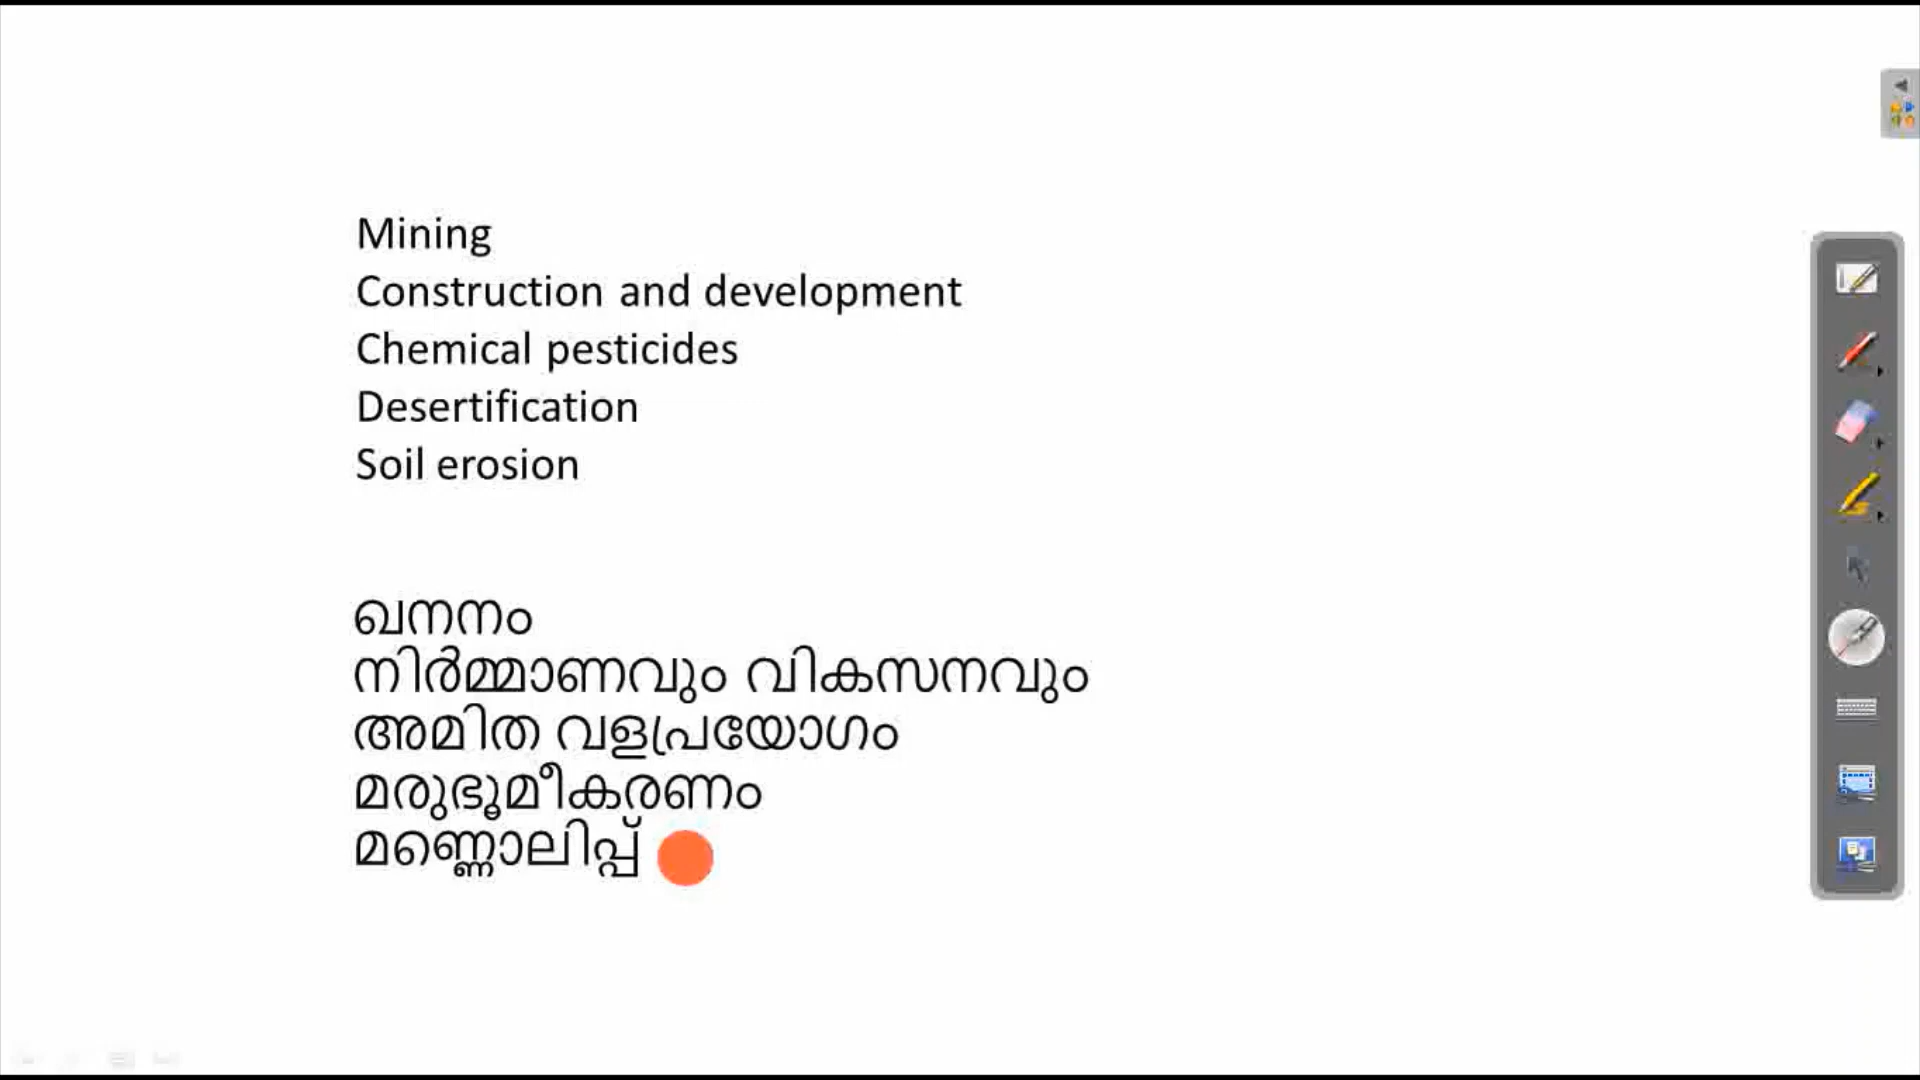 Mining
Construction and development
Chemical pesticides
Desertification
Soil erosion
ഖനനം
നിർമ്മാണവും വികസനവും
അമിത വളപ്രയോഗം
മരുഭൂമീകരണം
മണ്ണൊലിപ്പ്